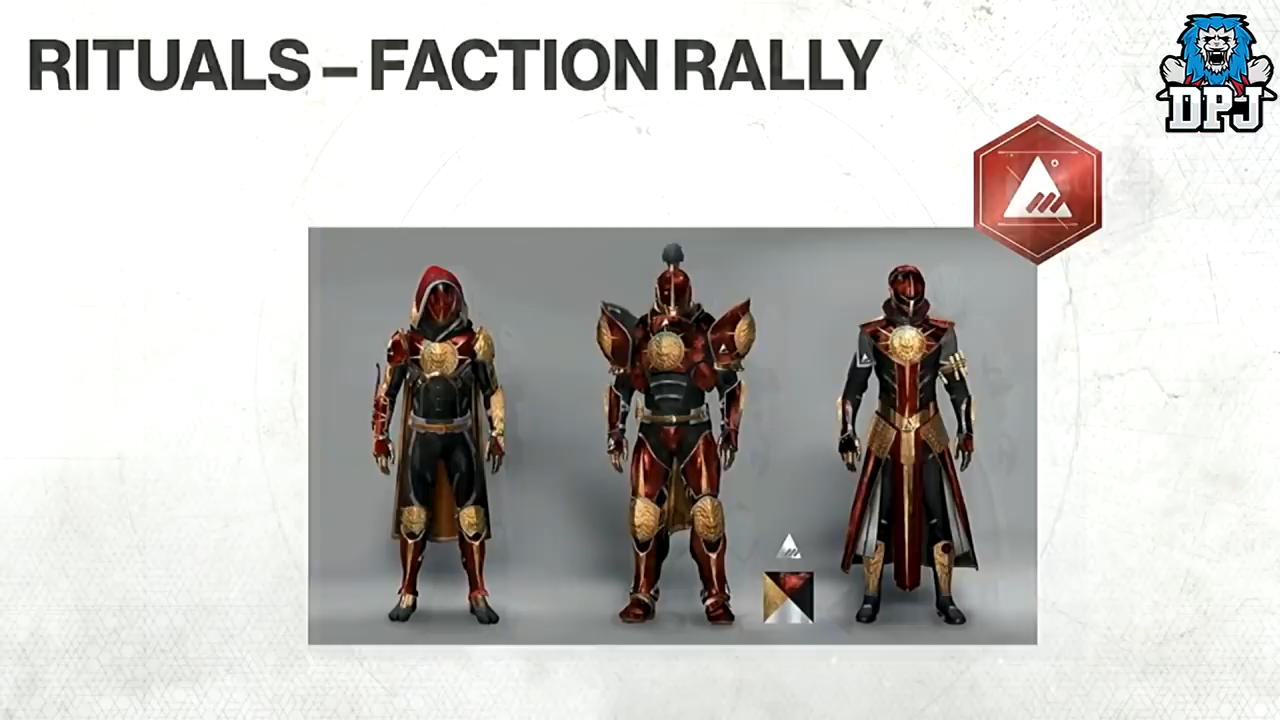 RITUALS – FACTION RALLY
DPJ